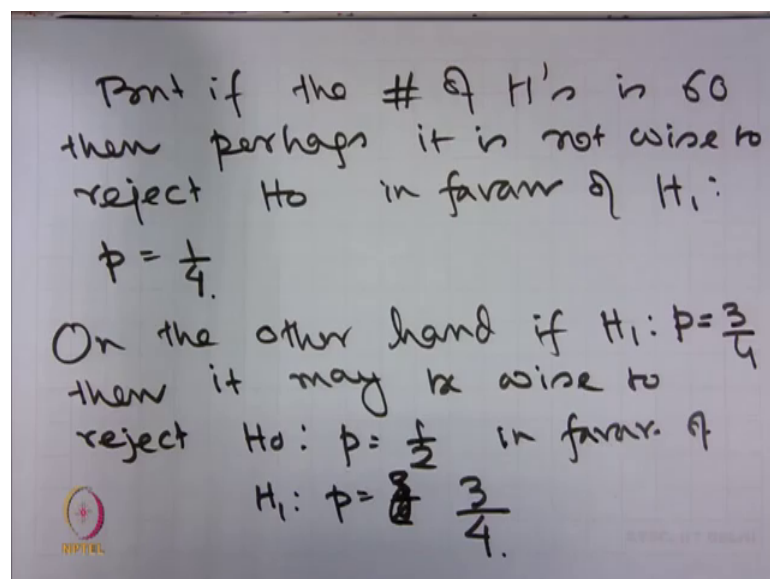 But if the # of H's is 60
then perhaps it is not wise to
reject H0 in favour of H1:
p = 1/4.
On the other hand if H1: p = 3/4
then it may be wise to
reject H0: p = 1/2 in favor of
H1: p = 3/4.
NPTEL